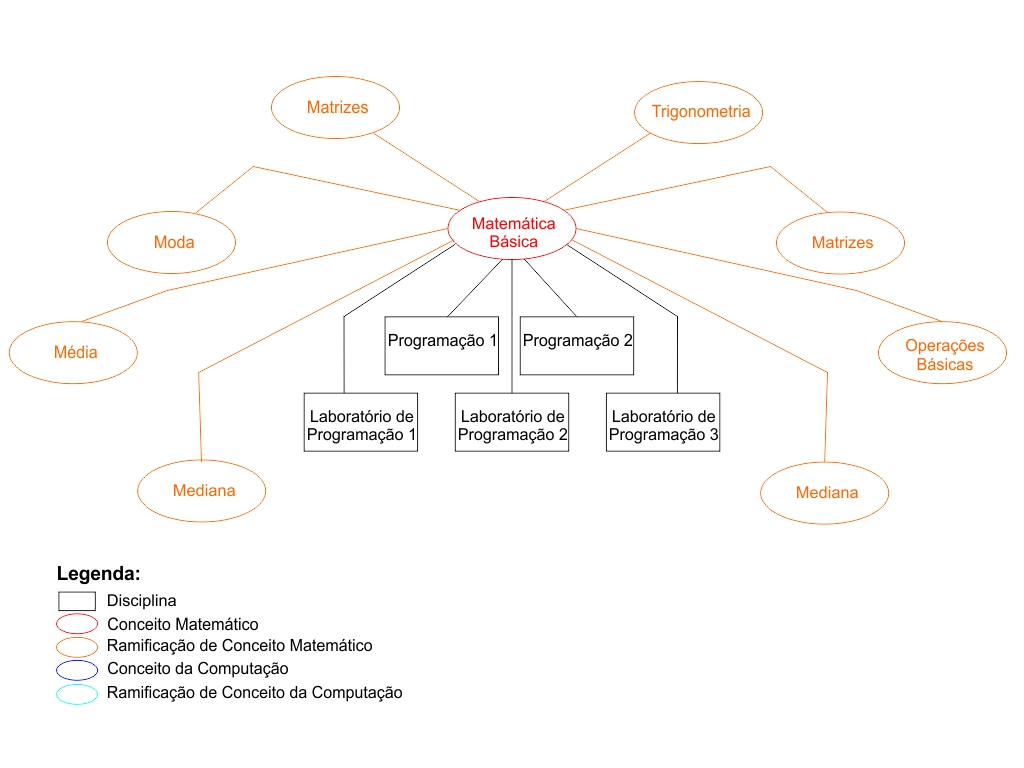 Matrizes
Trigonometria
Matemática
Básica
Moda
Matrizes
Média
Programação 1
Programação 2
Operações
Básicas
Laboratório de
Programação 1
Laboratório de
Programação 2
Laboratório de
Programação 3
Mediana
Mediana
Legenda:
Disciplina
Conceito Matemático
Ramificação de Conceito Matemático
Conceito da Computação
Ramificação de Conceito da Computação